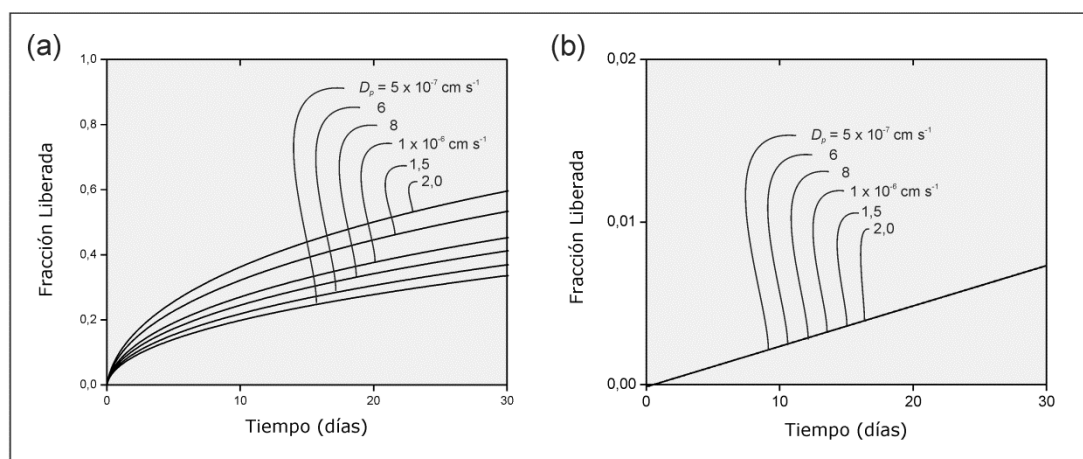 (a)
1,0
0,8
0,6
0,4
0,2
0,0
Fracción Liberada
D_p = 5 x 10⁻⁷ cm s⁻¹
6
8
1 x 10⁻⁶ cm s⁻¹
1,5
2,0
0
10
20
30
Tiempo (días)
(b)
0,02
0,01
0,00
Fracción Liberada
D_p = 5 x 10⁻⁷ cm s⁻¹
6
8
1 x 10⁻⁶ cm s⁻¹
1,5
2,0
0
10
20
30
Tiempo (días)